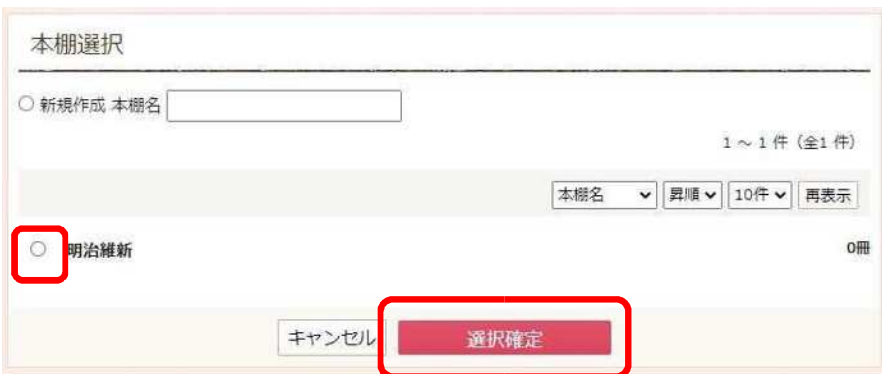 本棚選択
新規作成 本棚名
1 ～ 1 件 (全1 件)
本棚名 昇順 10件 再表示
明治維新 0冊
キャンセル 選択確定